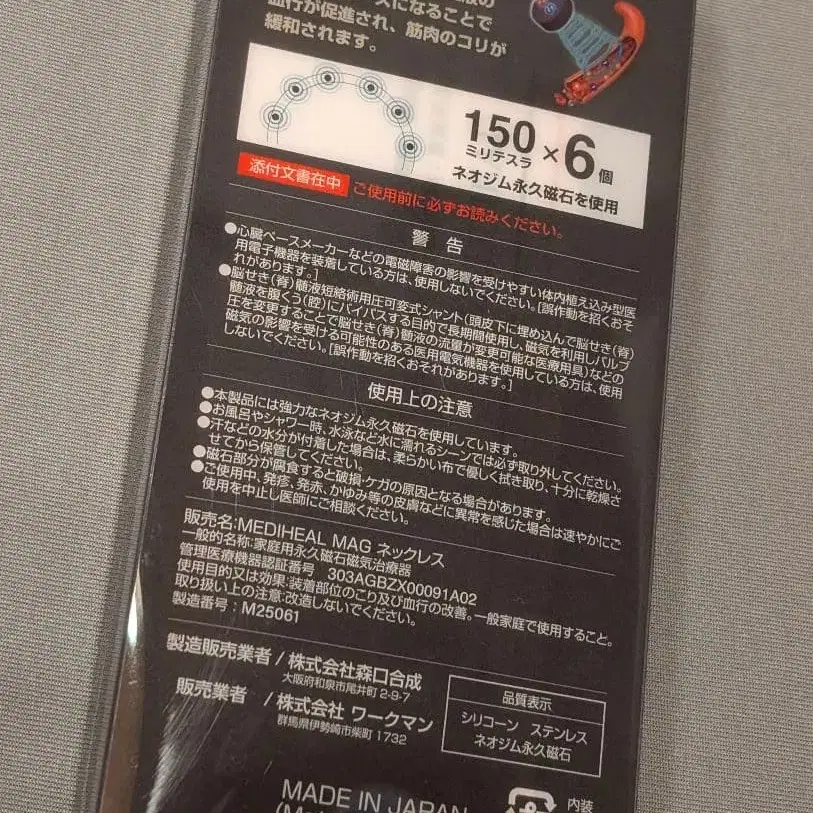 血行が促進され、筋肉のコリが
緩和されます。
150×6個
ミリテスラ
ネオジム永久磁石を使用
添付文書在中 ご使用前に必ずお読みください。
警告
●心臓ペースメーカーなどの電磁障害の影響を受けやすい体内植え込み型医
用電子機器を装着している方は、使用しないでください。[誤作動を招くおそ
れがあります。]
●脳せき(脊)髄液短絡術用圧可変式シャント(頭皮下に埋め込んで脳せき(脊)
髄液を腹くう(腔)にバイパスする目的で長期間使用し、磁気を利用しバルブ
圧を変更することで脳せき(脊)髄液の流量が変更可能な医療用具)などの
磁気の影響を受ける可能性のある医用電気機器を使用している方は、使用
しないでください。[誤作動を招くおそれがあります。]
使用上の注意
●本製品には強力なネオジム永久磁石を使用しています。
●お風呂やシャワー時、水泳など水に濡れるシーンでは必ず取り外してください。
●汗などの水分が付着した場合は、柔らかい布で優しく拭き取り、十分に乾燥さ
せてから保管してください。
●磁石部分が腐食すると破損・ケガの原因となる場合があります。
●ご使用中、発疹、発赤、かゆみ等の皮膚などに異常を感じた場合は速やかにご
使用を中止し医師にご相談ください。
販売名:MEDIHEAL MAG ネックレス
一般的名称:家庭用永久磁石磁気治療器
管理医療機器認証番号 303AGBZX00091A02
使用目的又は効果:装着部位のこり及び血行の改善。一般家庭で使用すること。
取り扱い上の注意:改造しないでください。
製造番号:M25061
製造販売業者/株式会社森口合成
大阪府和泉市尾井町2-9-7
販売業者 /株式会社 ワークマン
群馬県伊勢崎市柴町1732
品質表示
シリコーン ステンレス
ネオジム永久磁石
MADE IN JAPAN
内装